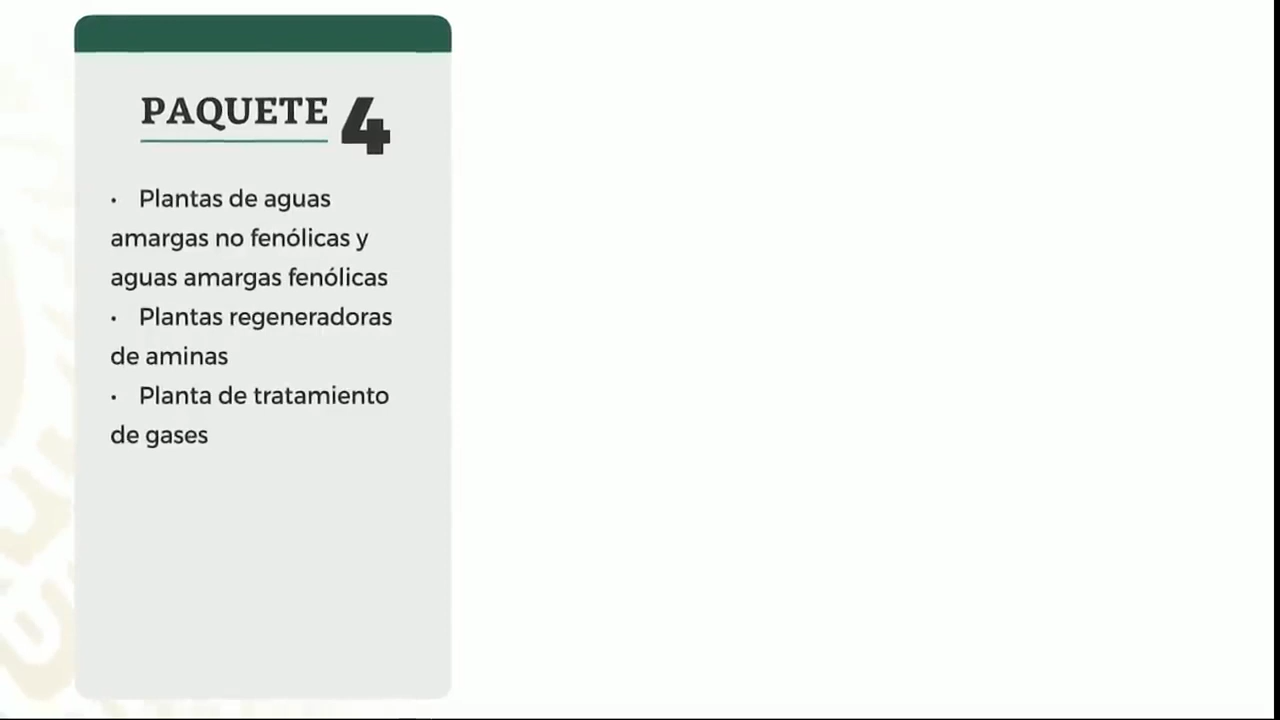 PAQUETE 4
• Plantas de aguas
amargas no fenólicas y
aguas amargas fenólicas
• Plantas regeneradoras
de aminas
• Planta de tratamiento
de gases